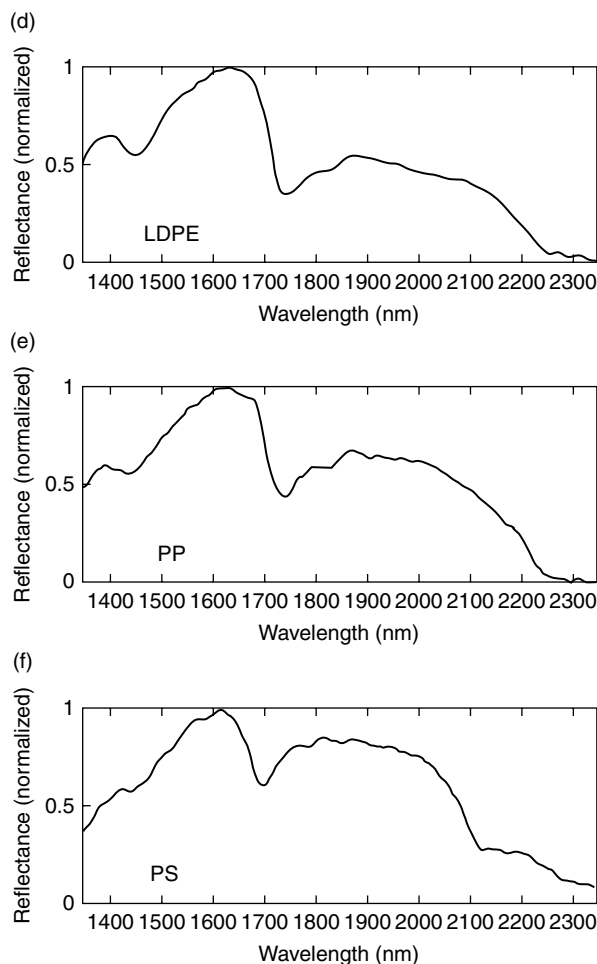 (d)
Reflectance (normalized)
1
0.5
0
LDPE
1400 1500 1600 1700 1800 1900 2000 2100 2200 2300
Wavelength (nm)
(e)
Reflectance (normalized)
1
0.5
0
PP
1400 1500 1600 1700 1800 1900 2000 2100 2200 2300
Wavelength (nm)
(f)
Reflectance (normalized)
1
0.5
0
PS
1400 1500 1600 1700 1800 1900 2000 2100 2200 2300
Wavelength (nm)